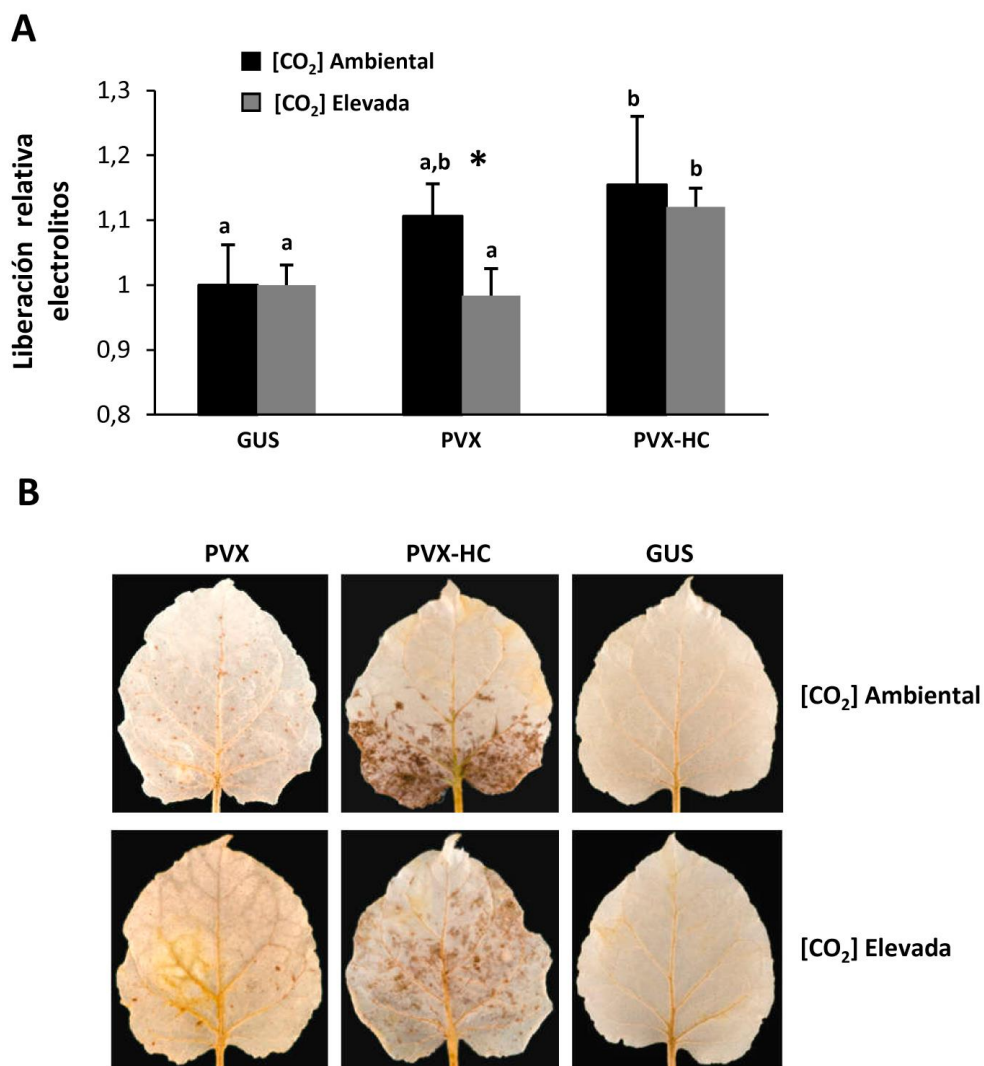 A
[CO₂] Ambiental
[CO₂] Elevada
Liberación relativa
electrolitos
1,3
1,2
1,1
1
0,9
0,8
a
a
a,b
*
a
b
b
GUS
PVX
PVX-HC
B
PVX
PVX-HC
GUS
[CO₂] Ambiental
[CO₂] Elevada